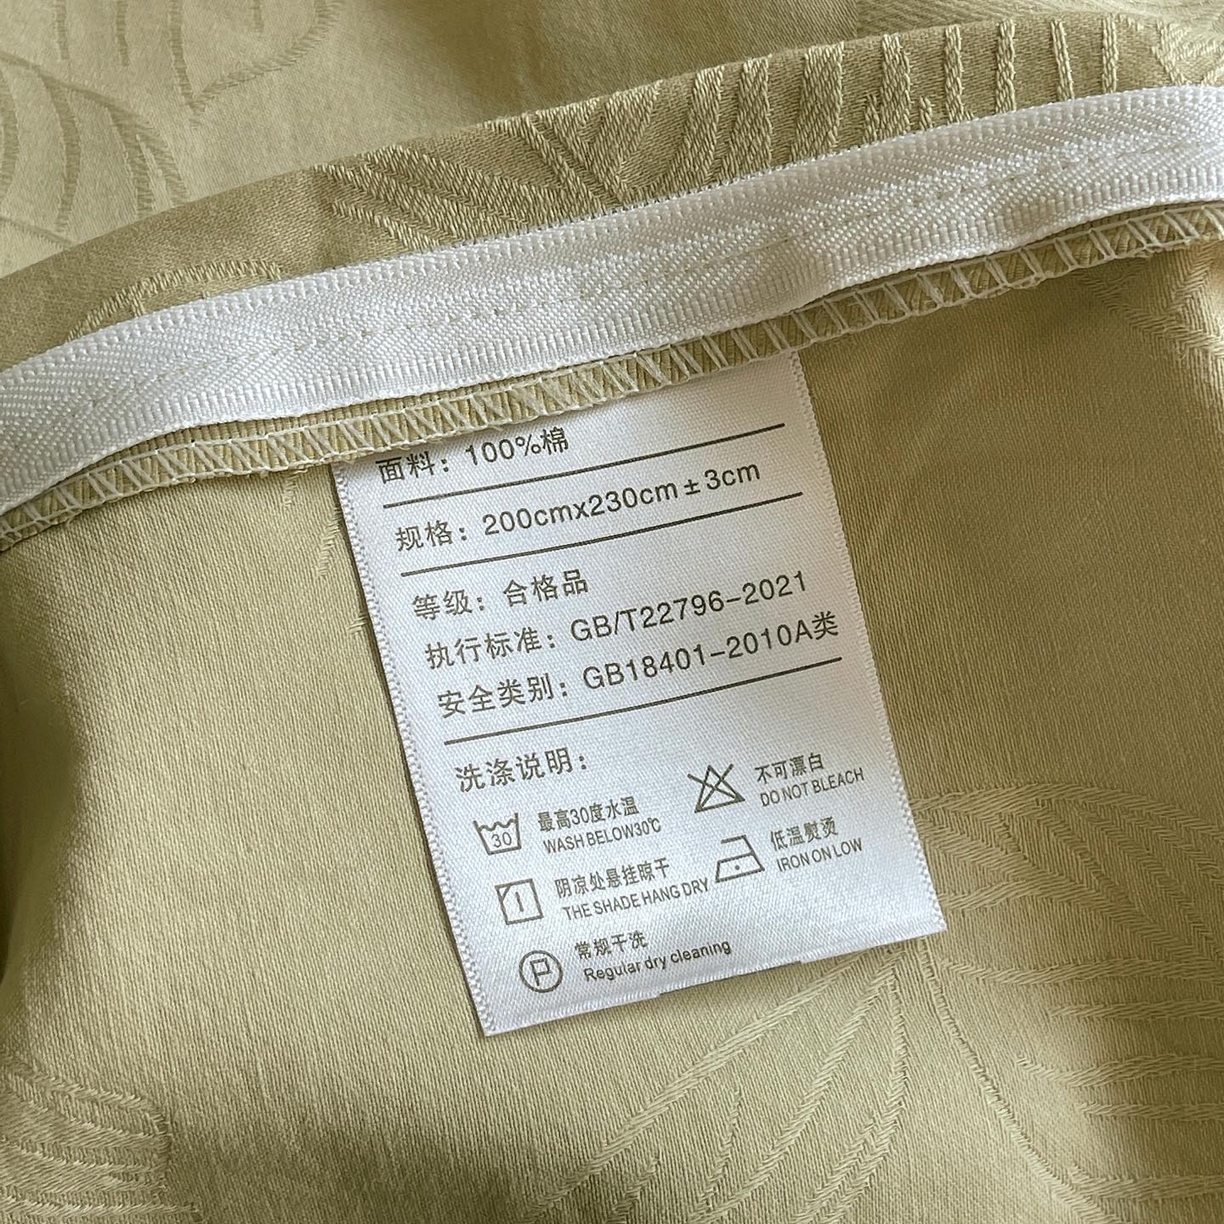 面料：100%棉
规格：200cmx230cm±3cm
等级：合格品
执行标准：GB/T22796-2021
安全类别：GB18401-2010A类
洗涤说明：
30
最高30度水温
WASH BELOW30℃
不可漂白
DO NOT BLEACH
阴凉处悬挂晾干
THE SHADE HANG DRY
低温熨烫
IRON ON LOW
P
常规干洗
Regular dry cleaning